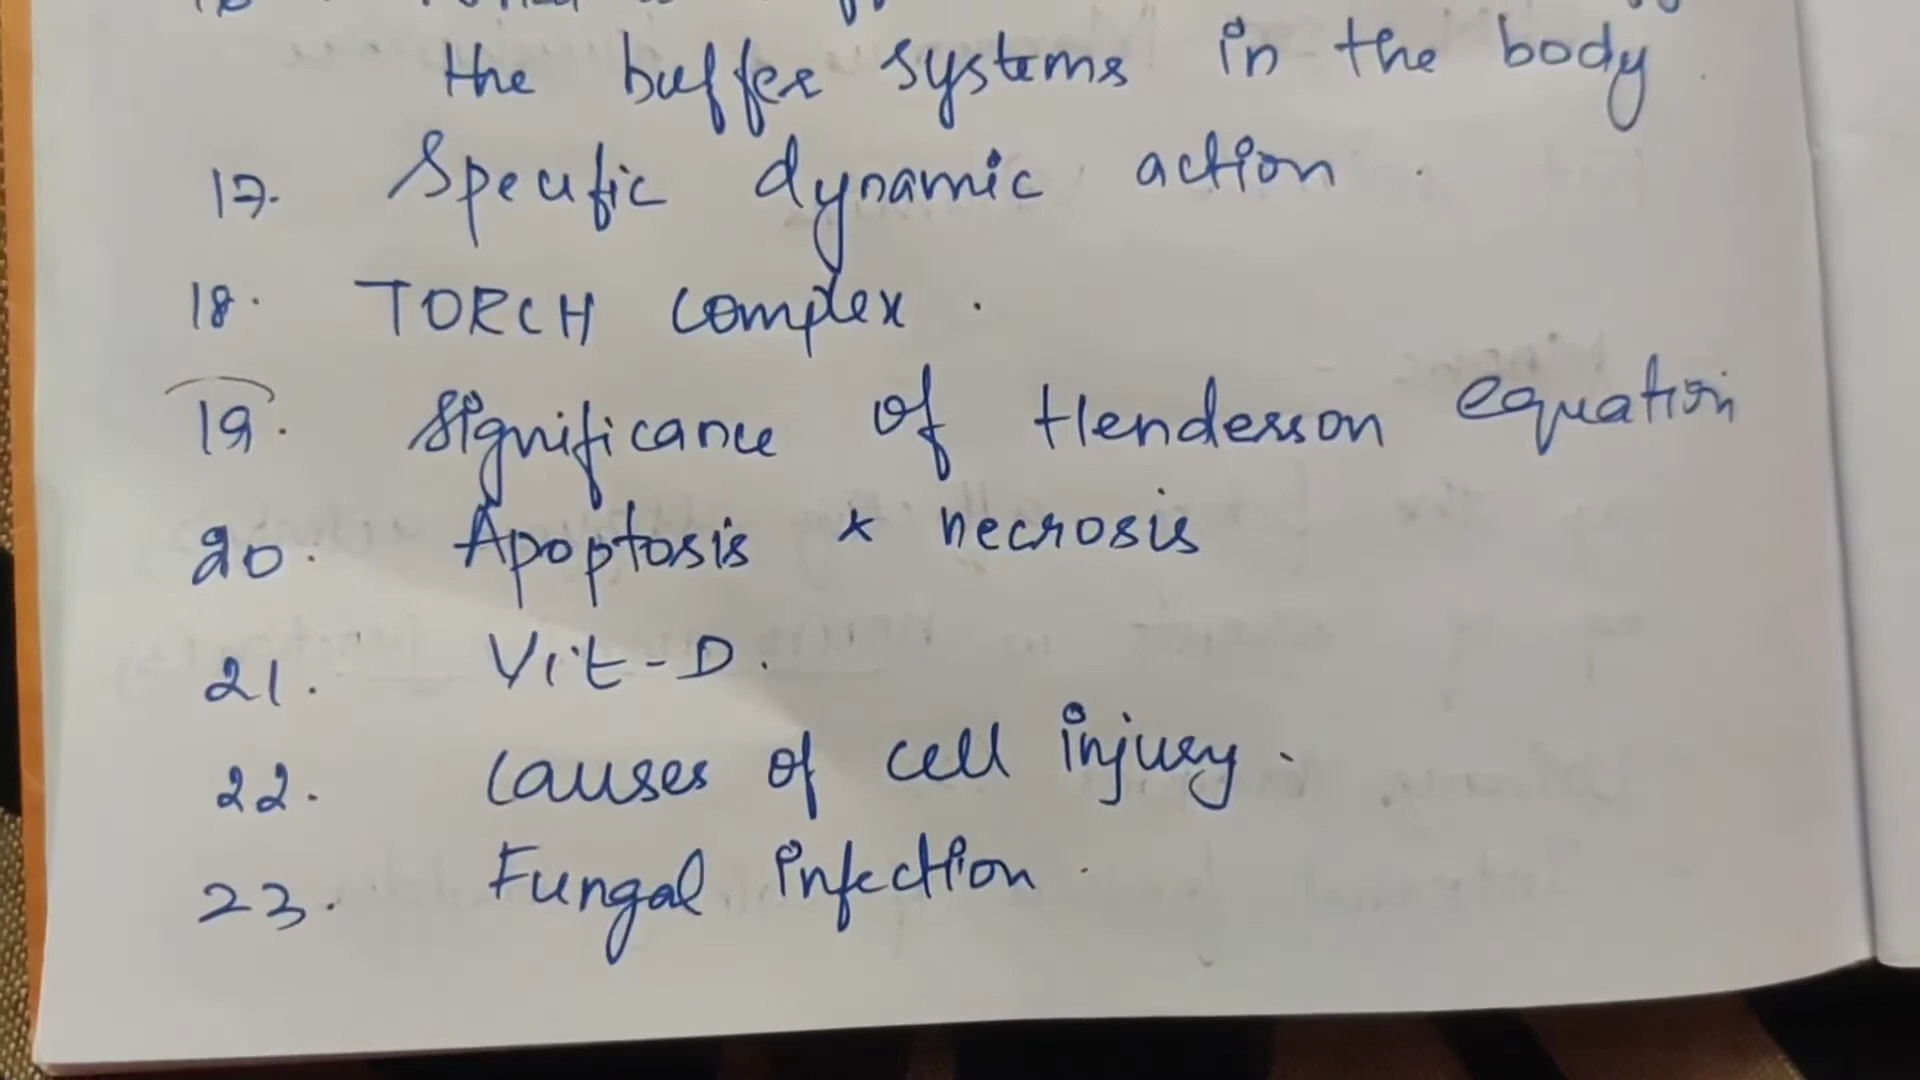 the buffer systems in the body
17. Specific dynamic action.
18. TORCH complex.
19. Significance of Henderson equation
20. Apoptosis * necrosis
21. Vit-D.
22. Causes of cell injury.
23. Fungal infection.